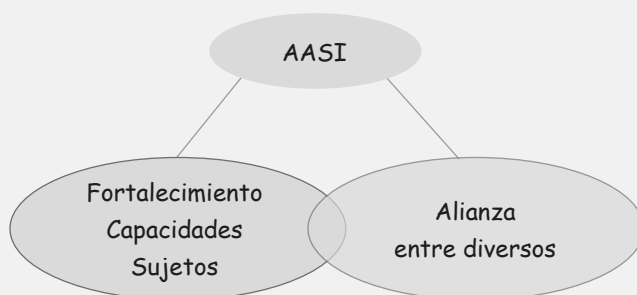 AASI
Fortalecimiento
Capacidades
Sujetos
Alianza
entre diversos